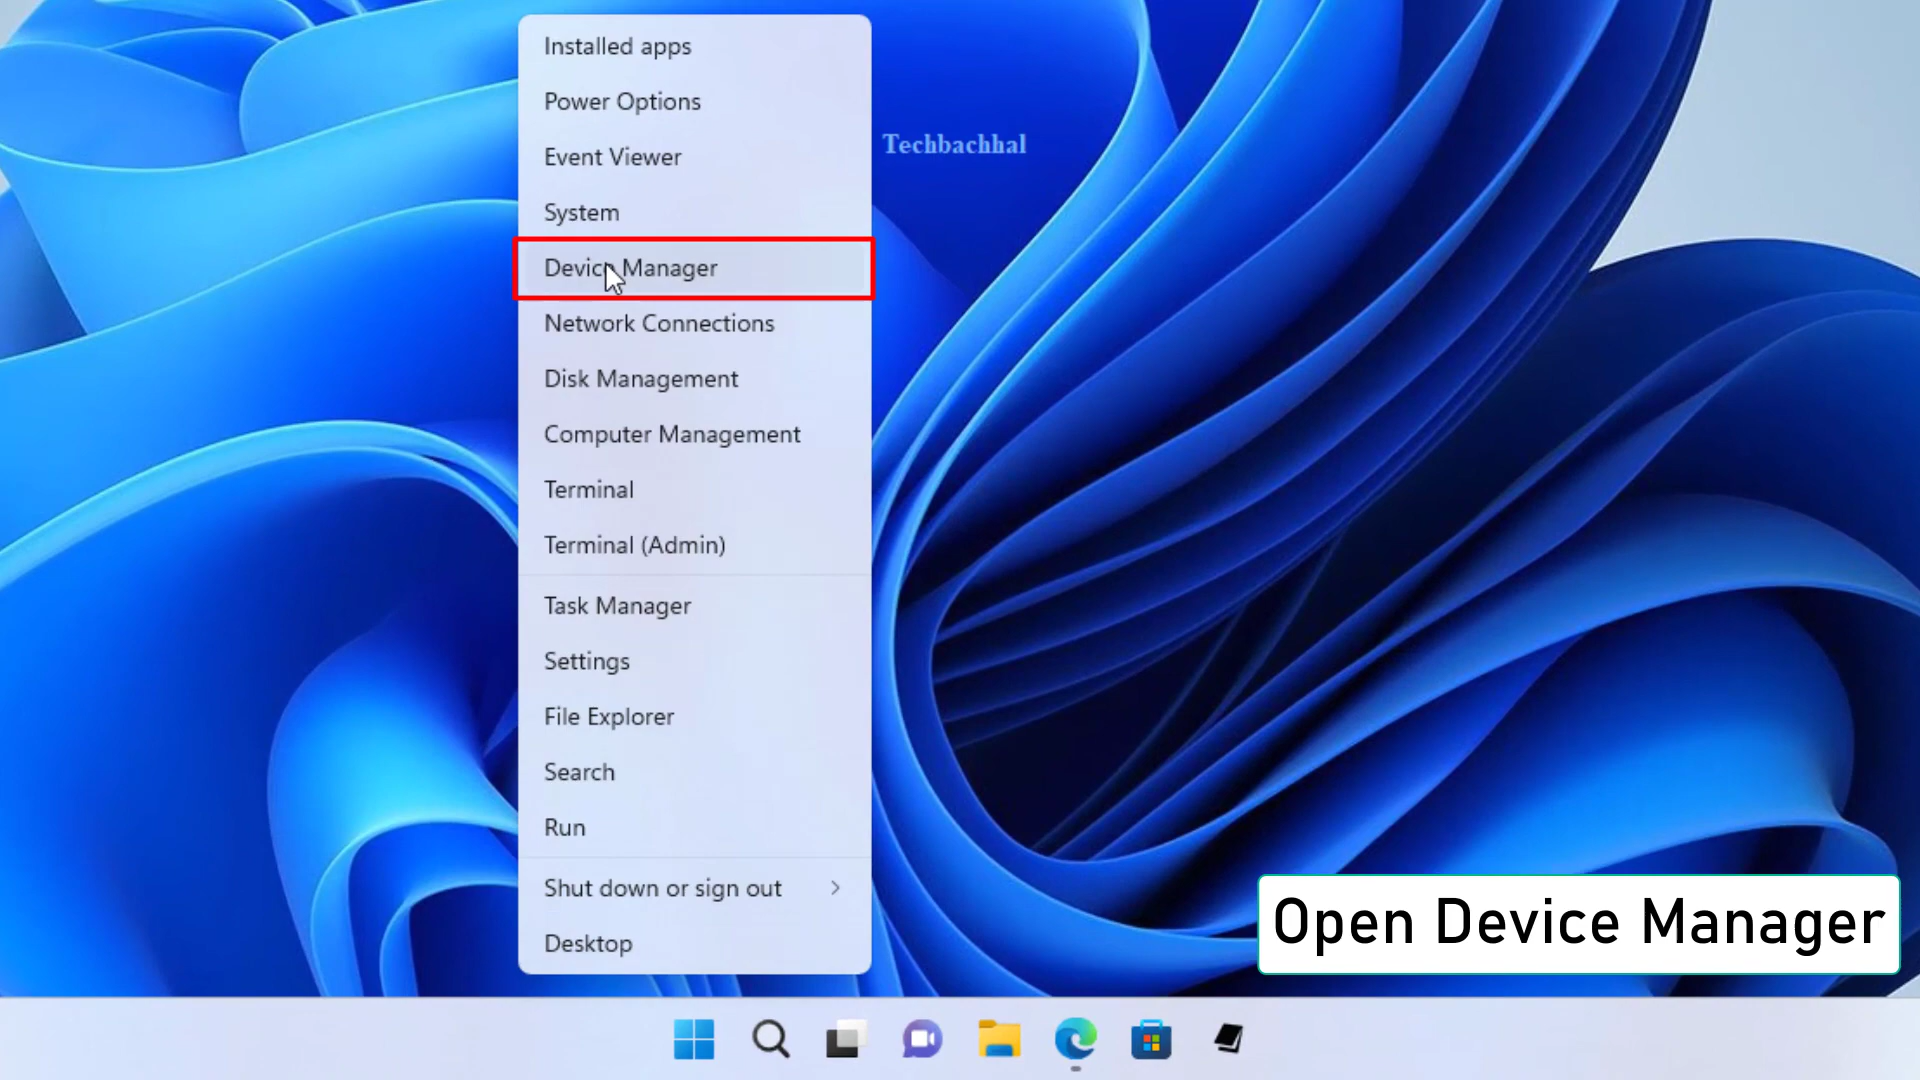 Installed apps
Power Options
Event Viewer
System
Device Manager
Network Connections
Disk Management
Computer Management
Terminal
Terminal (Admin)
Task Manager
Settings
File Explorer
Search
Run
Shut down or sign out
Desktop
Techbachhal
Open Device Manager